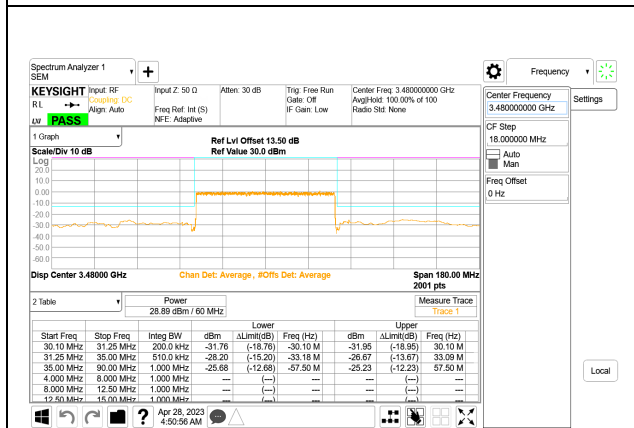 Spectrum Analyzer 1
SEM
Frequency
KEYSIGHT Input: RF Input Z: 50 Ω Atten: 30 dB Trig: Free Run Center Freq: 3.480000000 GHz
RL Coupling: DC Gate: Off Avg|Hold: 100.00% of 100
Align: Auto Freq Ref: Int (S) IF Gain: Low Radio Std: None
LXI PASS NFE: Adaptive
Center Frequency
3.480000000 GHz
Settings
CF Step
18.000000 MHz
Auto
Man
Freq Offset
0 Hz
1 Graph Ref Lvl Offset 13.50 dB
Scale/Div 10 dB Ref Value 30.0 dBm
Log
20.0
10.0
0.00
-10.0
-20.0
-30.0
-40.0
-50.0
-60.0
Disp Center 3.48000 GHz Chan Det: Average, #Offs Det: Average Span 180.00 MHz
2001 pts
2 Table Power Measure Trace
28.89 dBm / 60 MHz Trace 1
Lower Upper
Start Freq Stop Freq Integ BW dBm ΔLimit(dB) Freq (Hz) dBm ΔLimit(dB) Freq (Hz)
30.10 MHz 31.25 MHz 200.0 kHz -31.76 (-18.76) -30.10 M -31.95 (-18.95) 30.10 M
31.25 MHz 35.00 MHz 510.0 kHz -28.20 (-15.20) -33.18 M -26.67 (-13.67) 33.09 M
35.00 MHz 90.00 MHz 1.000 MHz -25.68 (-12.68) -57.50 M -25.23 (-12.23) 57.50 M
4.000 MHz 8.000 MHz 1.000 MHz --- (---) --- (---)
8.000 MHz 12.50 MHz 1.000 MHz --- (---) --- (---)
12.50 MHz 15.00 MHz 1.000 MHz --- (---) --- (---)
Local
? Apr 28, 2023
4:50:56 AM